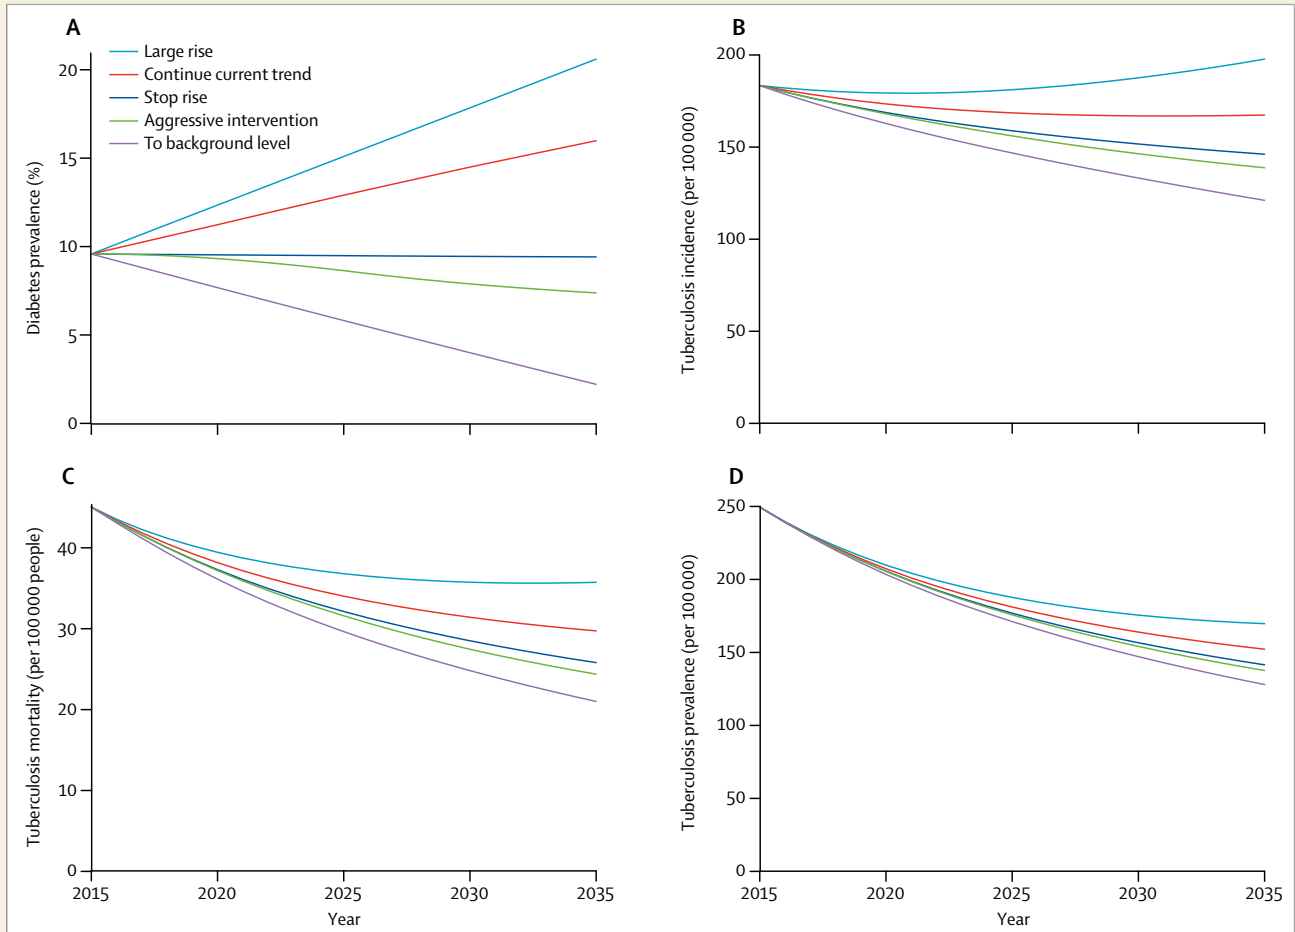 A
Large rise
Continue current trend
Stop rise
Aggressive intervention
To background level
Diabetes prevalence (%)
20
15
10
5
0
B
Tuberculosis incidence (per 100 000)
200
150
100
50
0
C
Tuberculosis mortality (per 100 000 people)
40
30
20
10
0
2015 2020 2025 2030 2035
Year
D
Tuberculosis prevalence (per 100 000)
250
200
150
100
50
0
2015 2020 2025 2030 2035
Year